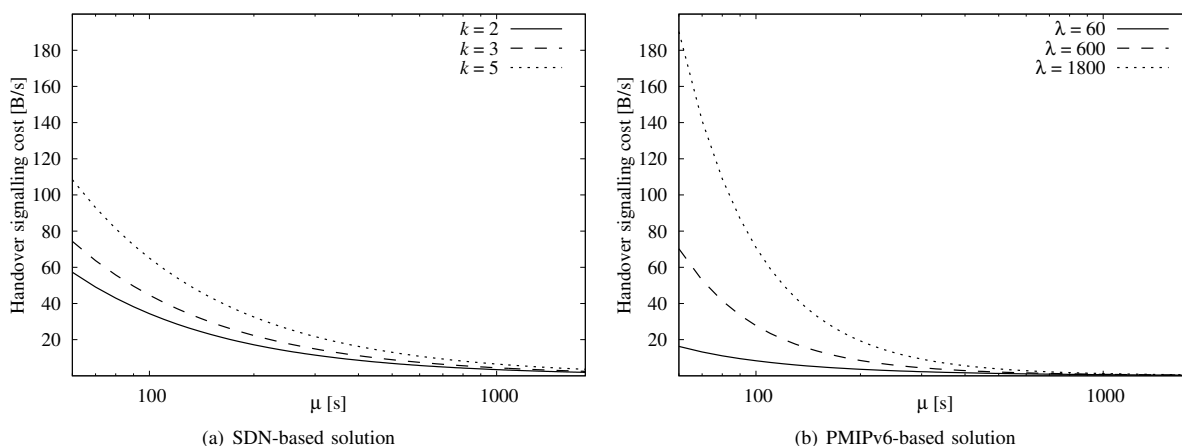 Handover signalling cost [B/s]
180
160
140
120
100
80
60
40
20
k = 2
k = 3
k = 5
100
1000
μ [s]
(a) SDN-based solution
Handover signalling cost [B/s]
180
160
140
120
100
80
60
40
20
λ = 60
λ = 600
λ = 1800
100
1000
μ [s]
(b) PMIPv6-based solution